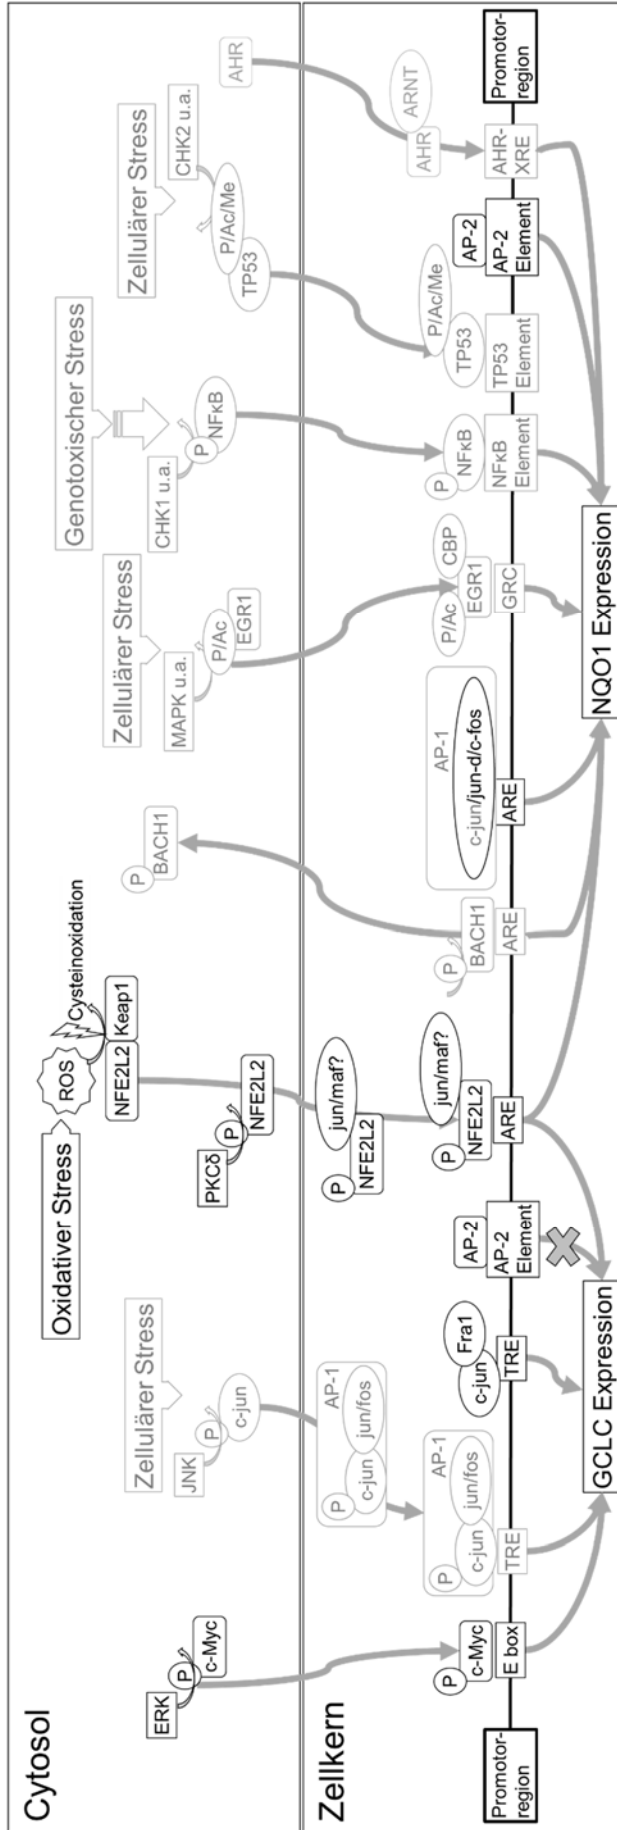 Cytosol
Oxidativer Stress
ROS
Cysteinoxidation
NFE2L2
Keap1
Zellulärer Stress
JNK
P
c-jun
ERK
P
c-Myc
PKCδ
P
NFE2L2
P
BACH1
Zellulärer Stress
MAPK u.a.
P/Ac
EGR1
Genotoxischer Stress
CHK1 u.a.
P
NFκB
Zellulärer Stress
CHK2 u.a.
P/Ac/Me
TP53
AHR
Zellkern
AP-1
P
c-jun
jun/fos
P
NFE2L2
jun/maf?
P
c-Myc
E box
AP-1
P
c-jun
jun/fos
TRE
c-jun
Fra1
TRE
AP-2
AP-2
Element
P
NFE2L2
jun/maf?
ARE
P
BACH1
ARE
AP-1
c-jun/jun-d/c-fos
ARE
P/Ac
CBP
EGR1
GRC
P
NFκB
NFκB
Element
P/Ac/Me
TP53
TP53
Element
AP-2
AP-2
Element
ARNT
AHR
AHR-
XRE
Promotor-
region
Promotor-
region
GCLC Expression
NQO1 Expression